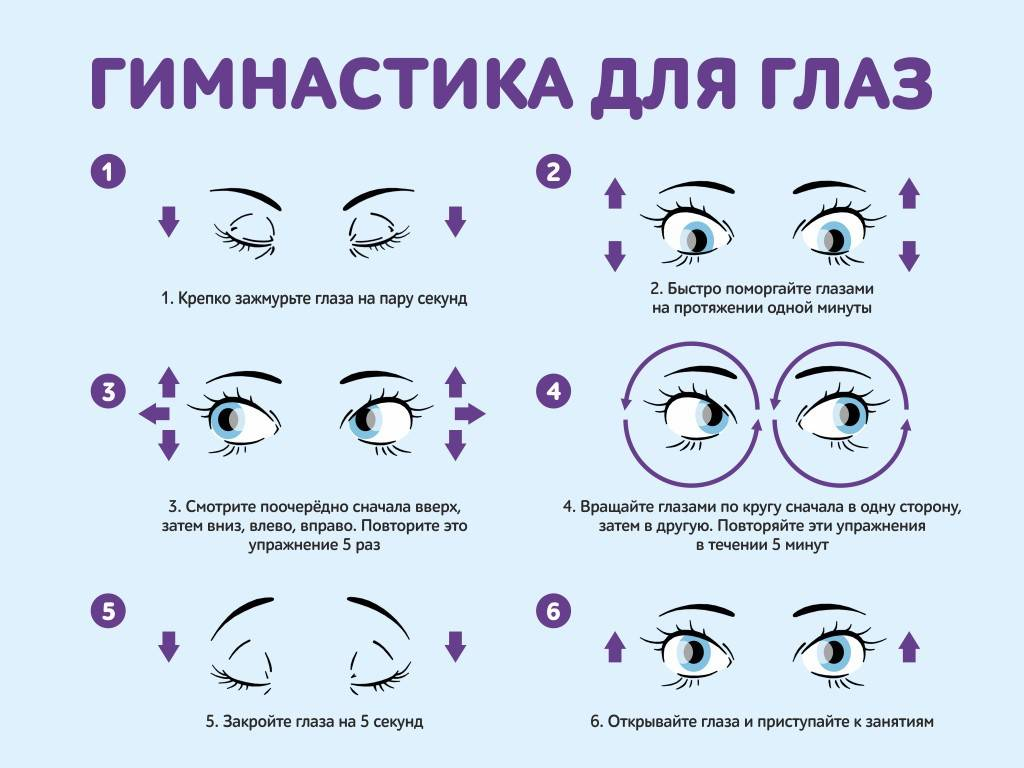 ГИМНАСТИКА ДЛЯ ГЛАЗ
1
1. Крепко зажмурьте глаза на пару секунд
2
2. Быстро поморгайте глазами
на протяжении одной минуты
3
3. Смотрите поочерёдно сначала вверх,
затем вниз, влево, вправо. Повторите это
упражнение 5 раз
4
4. Вращайте глазами по кругу сначала в одну сторону,
затем в другую. Повторяйте эти упражнения
в течении 5 минут
5
5. Закройте глаза на 5 секунд
6
6. Открывайте глаза и приступайте к занятиям